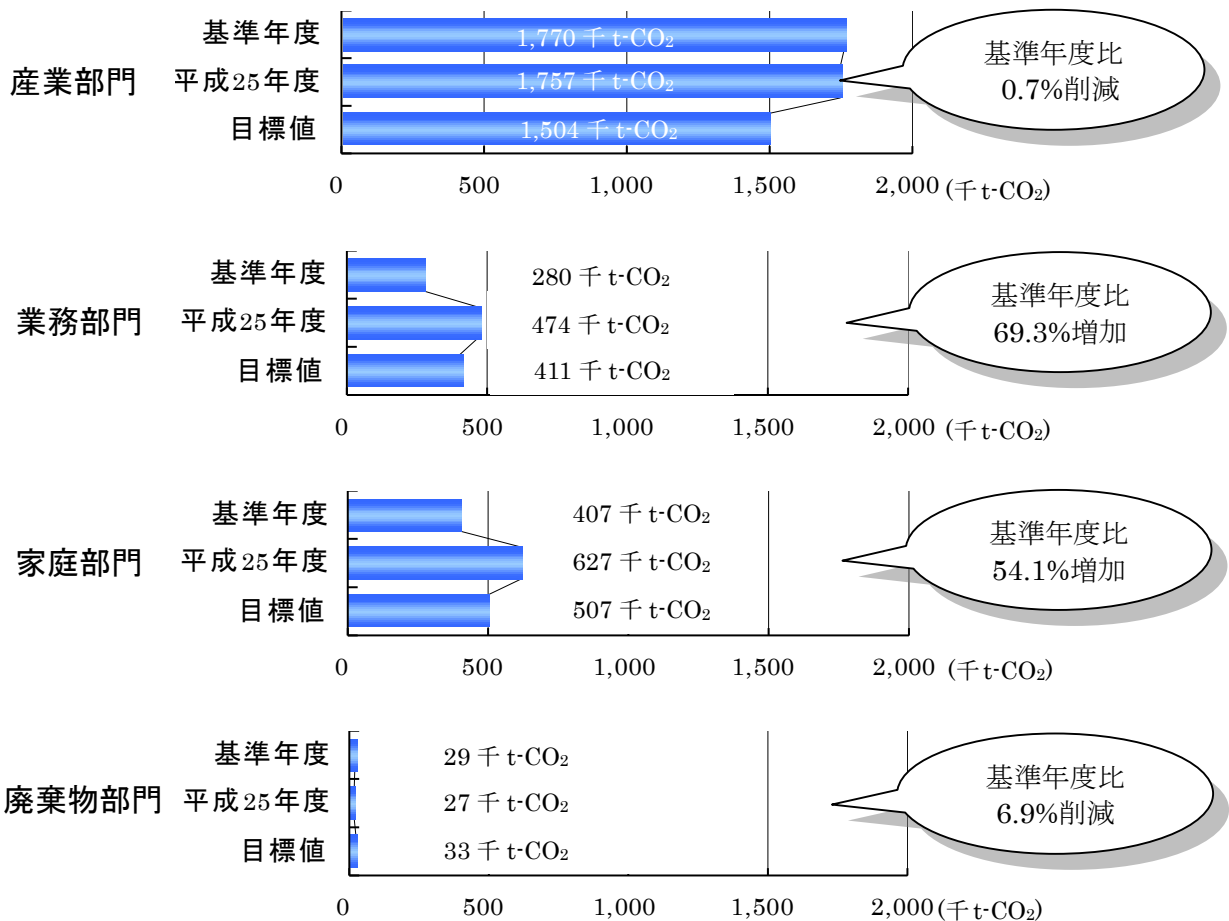 基準年度 1,770 千 t-CO₂
産業部門 平成25年度 1,757 千 t-CO₂
目標値 1,504 千 t-CO₂
基準年度比
0.7%削減
0 500 1,000 1,500 2,000 (千 t-CO₂)
基準年度 280 千 t-CO₂
業務部門 平成25年度 474 千 t-CO₂
目標値 411 千 t-CO₂
基準年度比
69.3%増加
0 500 1,000 1,500 2,000 (千 t-CO₂)
基準年度 407 千 t-CO₂
家庭部門 平成25年度 627 千 t-CO₂
目標値 507 千 t-CO₂
基準年度比
54.1%増加
0 500 1,000 1,500 2,000 (千 t-CO₂)
基準年度 29 千 t-CO₂
廃棄物部門 平成25年度 27 千 t-CO₂
目標値 33 千 t-CO₂
基準年度比
6.9%削減
0 500 1,000 1,500 2,000 (千 t-CO₂)